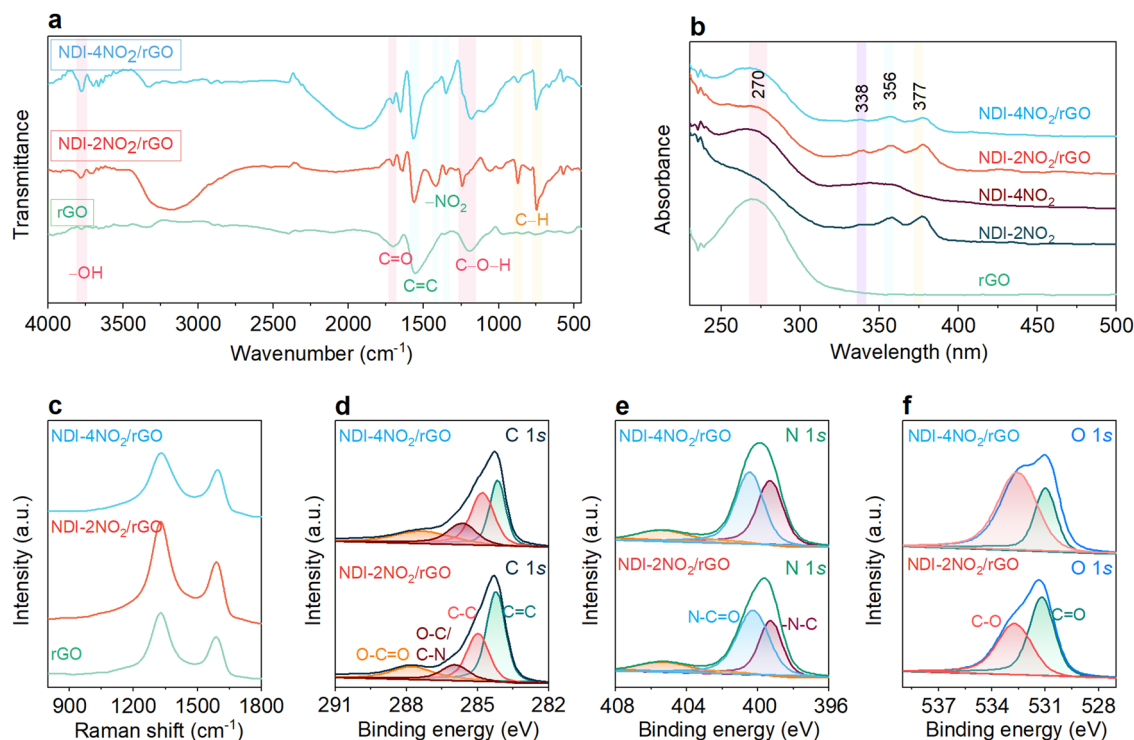 a
NDI-4NO₂/rGO
NDI-2NO₂/rGO
rGO
–OH
C=O
C=C
–NO₂
C–O–H
C–H
Transmittance
4000 3500 3000 2500 2000 1500 1000 500
Wavenumber (cm⁻¹)
b
270
338
356
377
NDI-4NO₂/rGO
NDI-2NO₂/rGO
NDI-4NO₂
NDI-2NO₂
rGO
Absorbance
250 300 350 400 450 500
Wavelength (nm)
c
NDI-4NO₂/rGO
NDI-2NO₂/rGO
rGO
Intensity (a.u.)
900 1200 1500 1800
Raman shift (cm⁻¹)
d
NDI-4NO₂/rGO
C 1s
NDI-2NO₂/rGO
C 1s
C-C
C=C
O-C/
C-N
O-C=O
Intensity (a.u.)
291 288 285 282
Binding energy (eV)
e
NDI-4NO₂/rGO
N 1s
NDI-2NO₂/rGO
N 1s
N-C=O
-N-C
Intensity (a.u.)
408 404 400 396
Binding energy (eV)
f
NDI-4NO₂/rGO
O 1s
NDI-2NO₂/rGO
O 1s
C-O
C=O
Intensity (a.u.)
537 534 531 528
Binding energy (eV)